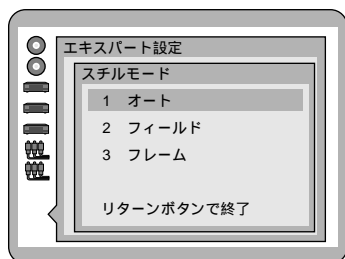 エキスパート設定
スチルモード
1 オート
2 フィールド
3 フレーム
リターンボタンで終了